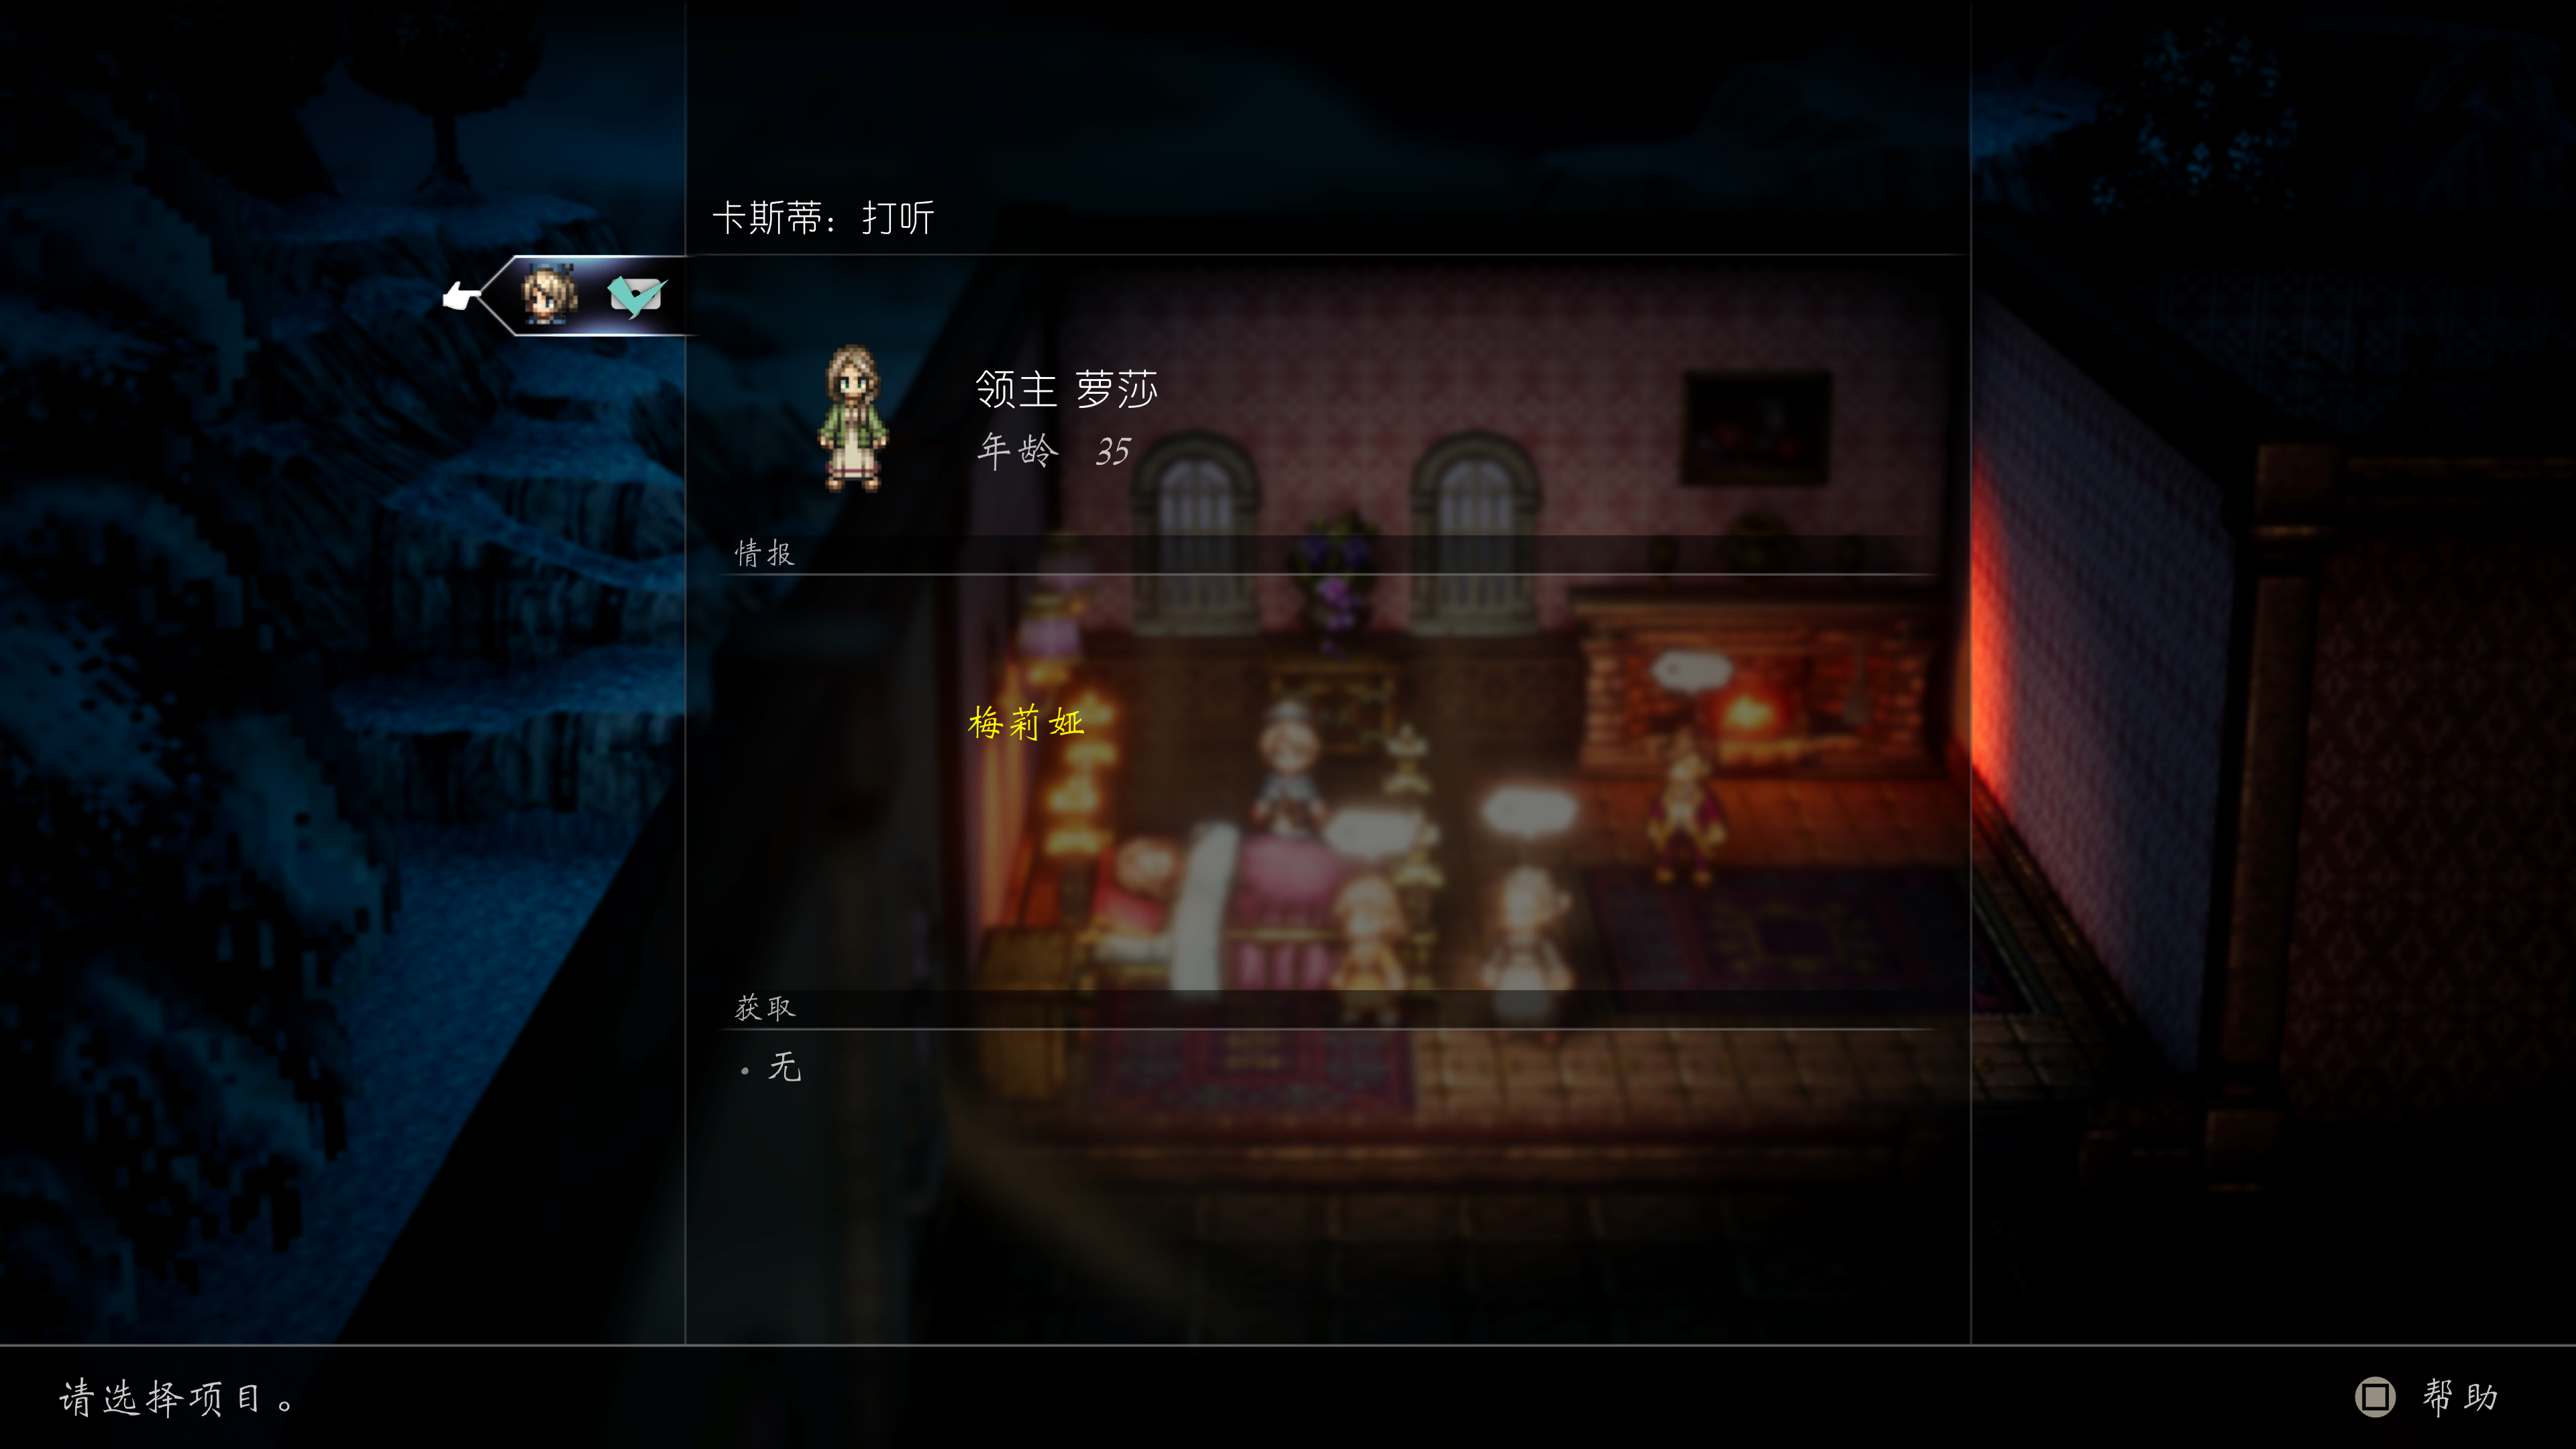 卡斯蒂：打听
领主 萝莎
年龄 35
情报
梅莉娅
获取
・无
请选择项目。
帮助